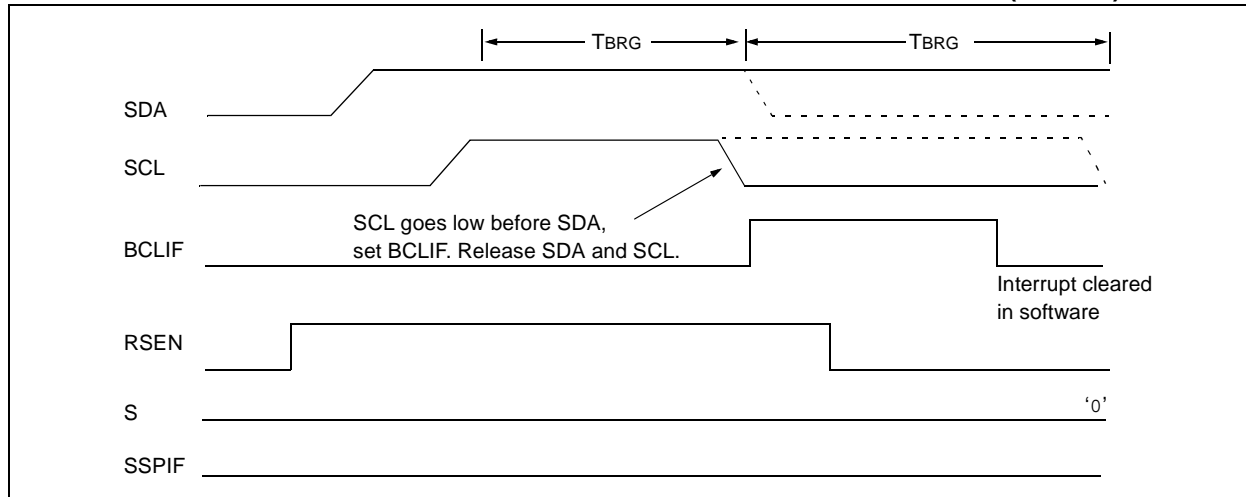 TBRG TBRG
SDA
SCL
SCL goes low before SDA,
set BCLIF. Release SDA and SCL.
BCLIF
Interrupt cleared
in software
RSEN
S
‘0’
SSPIF